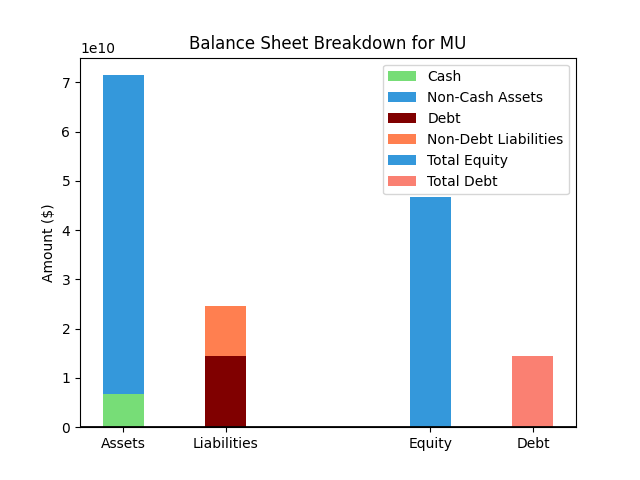 Balance Sheet Breakdown for MU
1e10
7
6
5
4
3
2
1
0
Amount ($)
Cash
Non-Cash Assets
Debt
Non-Debt Liabilities
Total Equity
Total Debt
Assets
Liabilities
Equity
Debt